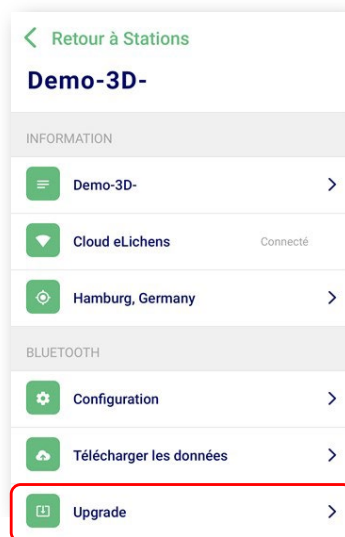 Retour à Stations
Demo-3D-
INFORMATION
Demo-3D-
Cloud eLichens Connecté
Hamburg, Germany
BLUETOOTH
Configuration
Télécharger les données
Upgrade